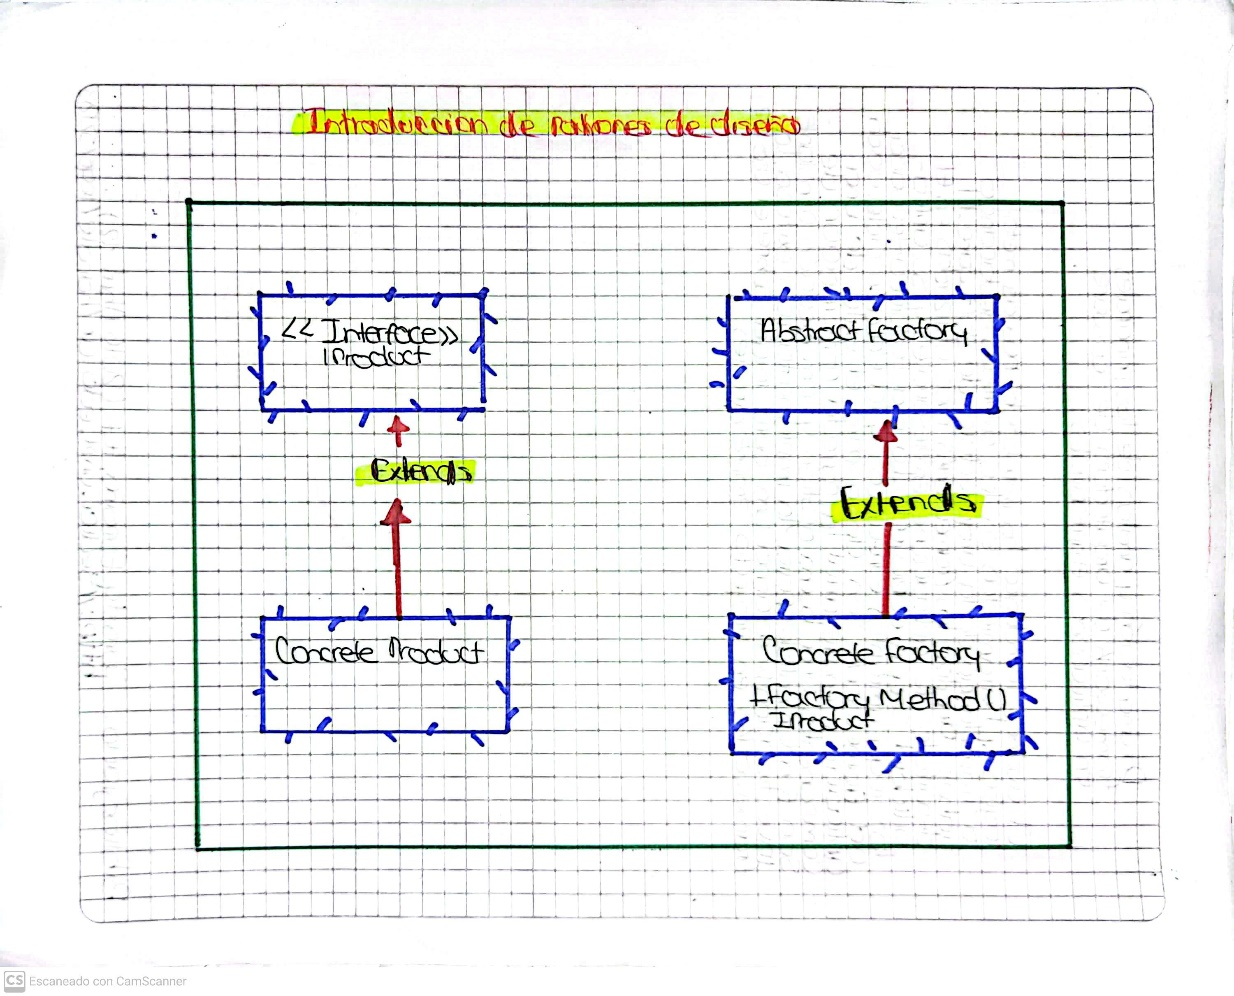 Introduccion de patrones de diseño
<< Interface>>
IProduct
Abstract factory
Extends
Extends
Concrete Product
Concrete factory
+factory Method ()
IProduct
CS Escaneado con CamScanner